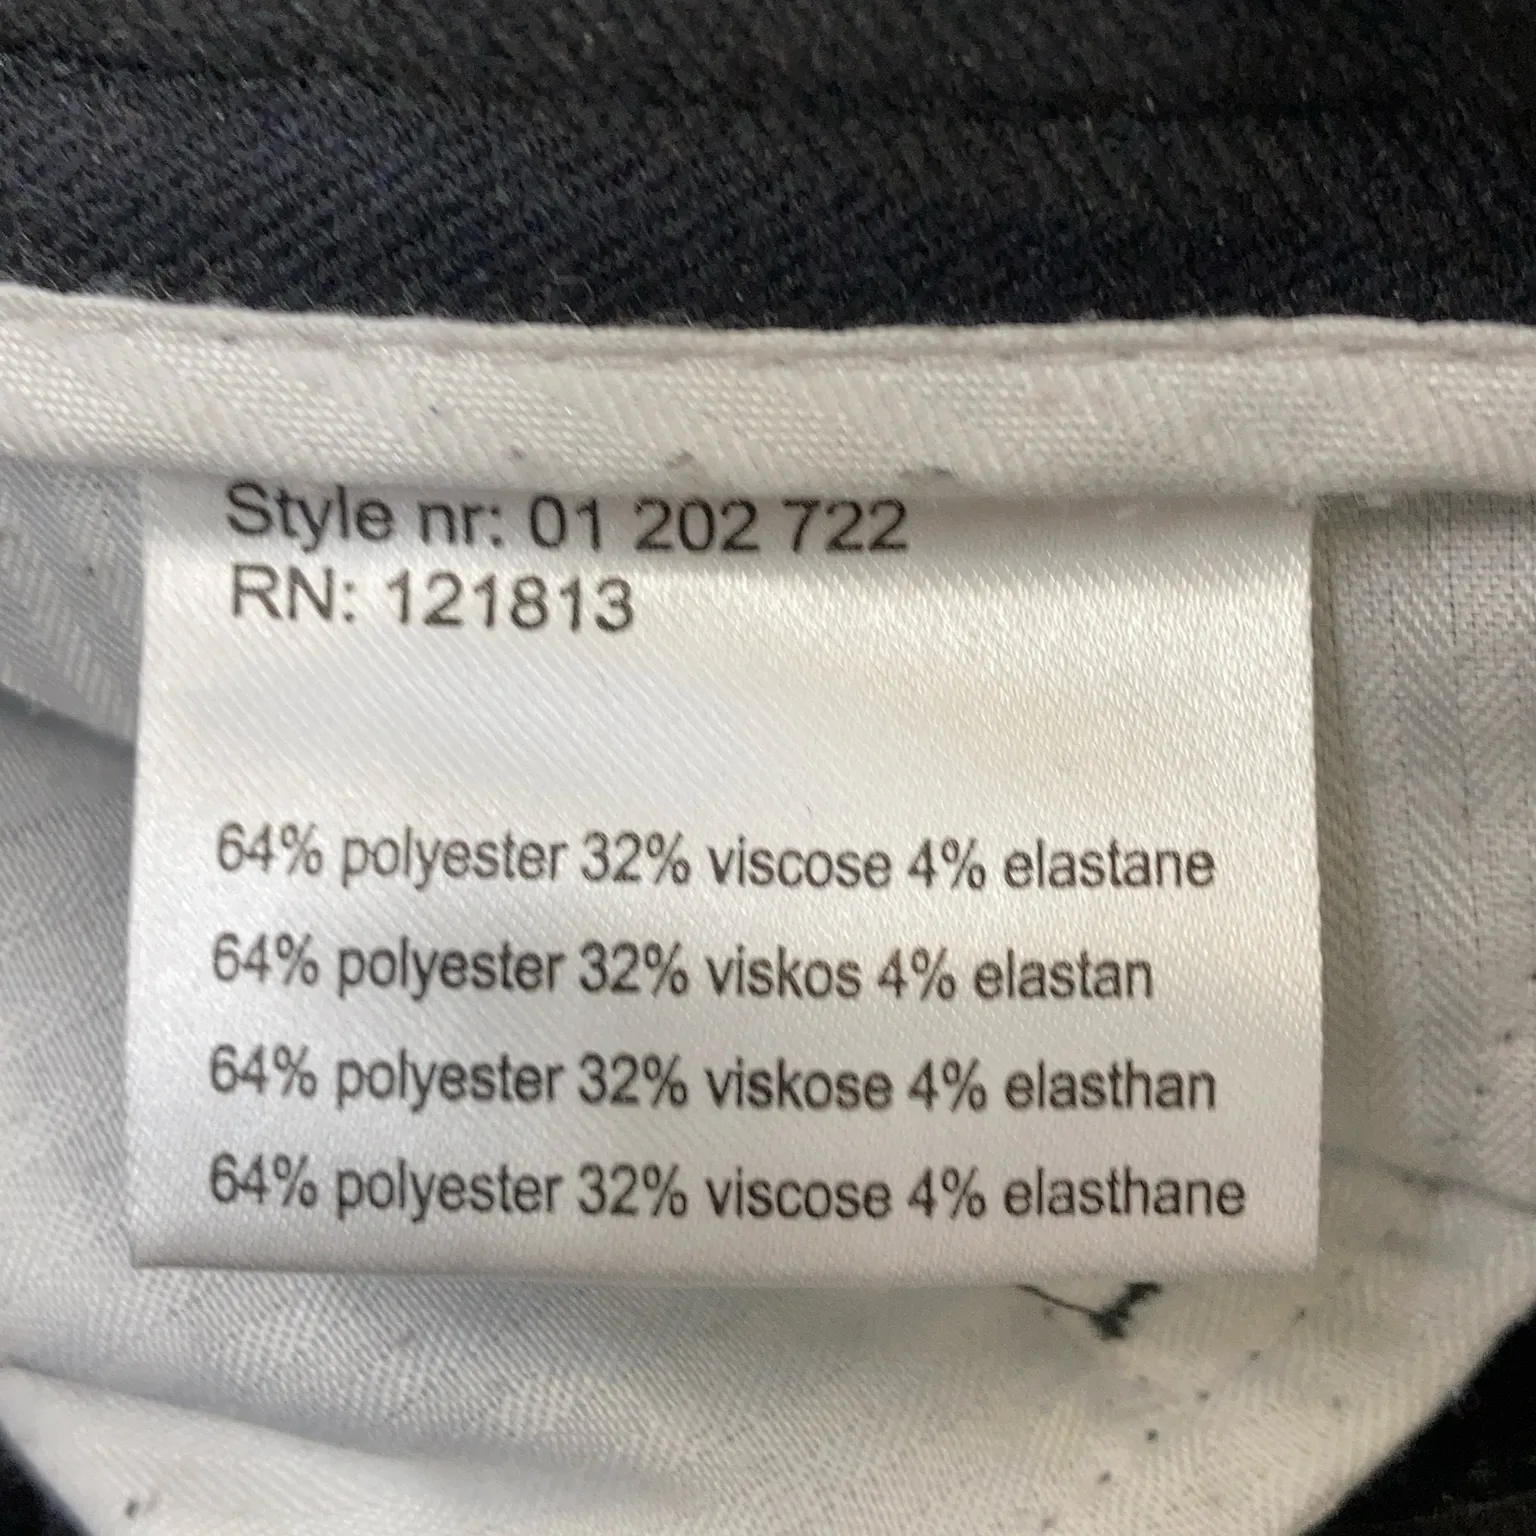 Style nr: 01 202 722
RN: 121813
64% polyester 32% viscose 4% elastane
64% polyester 32% viskos 4% elastan
64% polyester 32% viskose 4% elasthan
64% polyester 32% viscose 4% elasthane